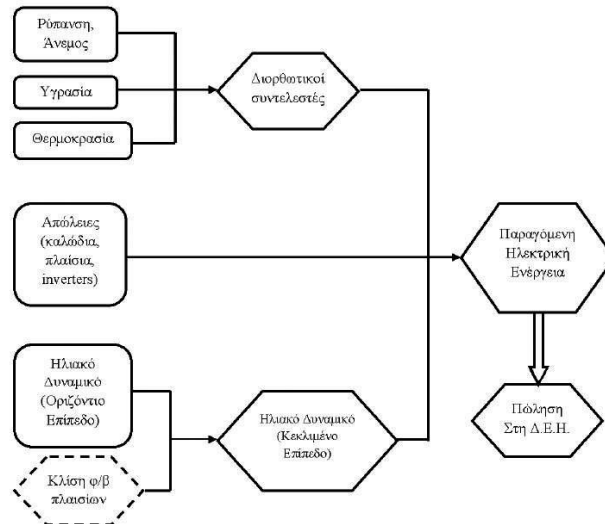 Ρύπανση,
Άνεμος
Υγρασία
Θερμοκρασία
Διορθωτικοί
συντελεστές
Απώλειες
(καλώδια,
πλαίσια,
inverters)
Παραγόμενη
Ηλεκτρική
Ενέργεια
Ηλιακό
Δυναμικό
(Οριζόντιο
Επίπεδο)
Κλίση φ/β
πλαισίων
Ηλιακό Δυναμικό
(Κεκλιμένο
Επίπεδο)
Πώληση
Στη Δ.Ε.Η.